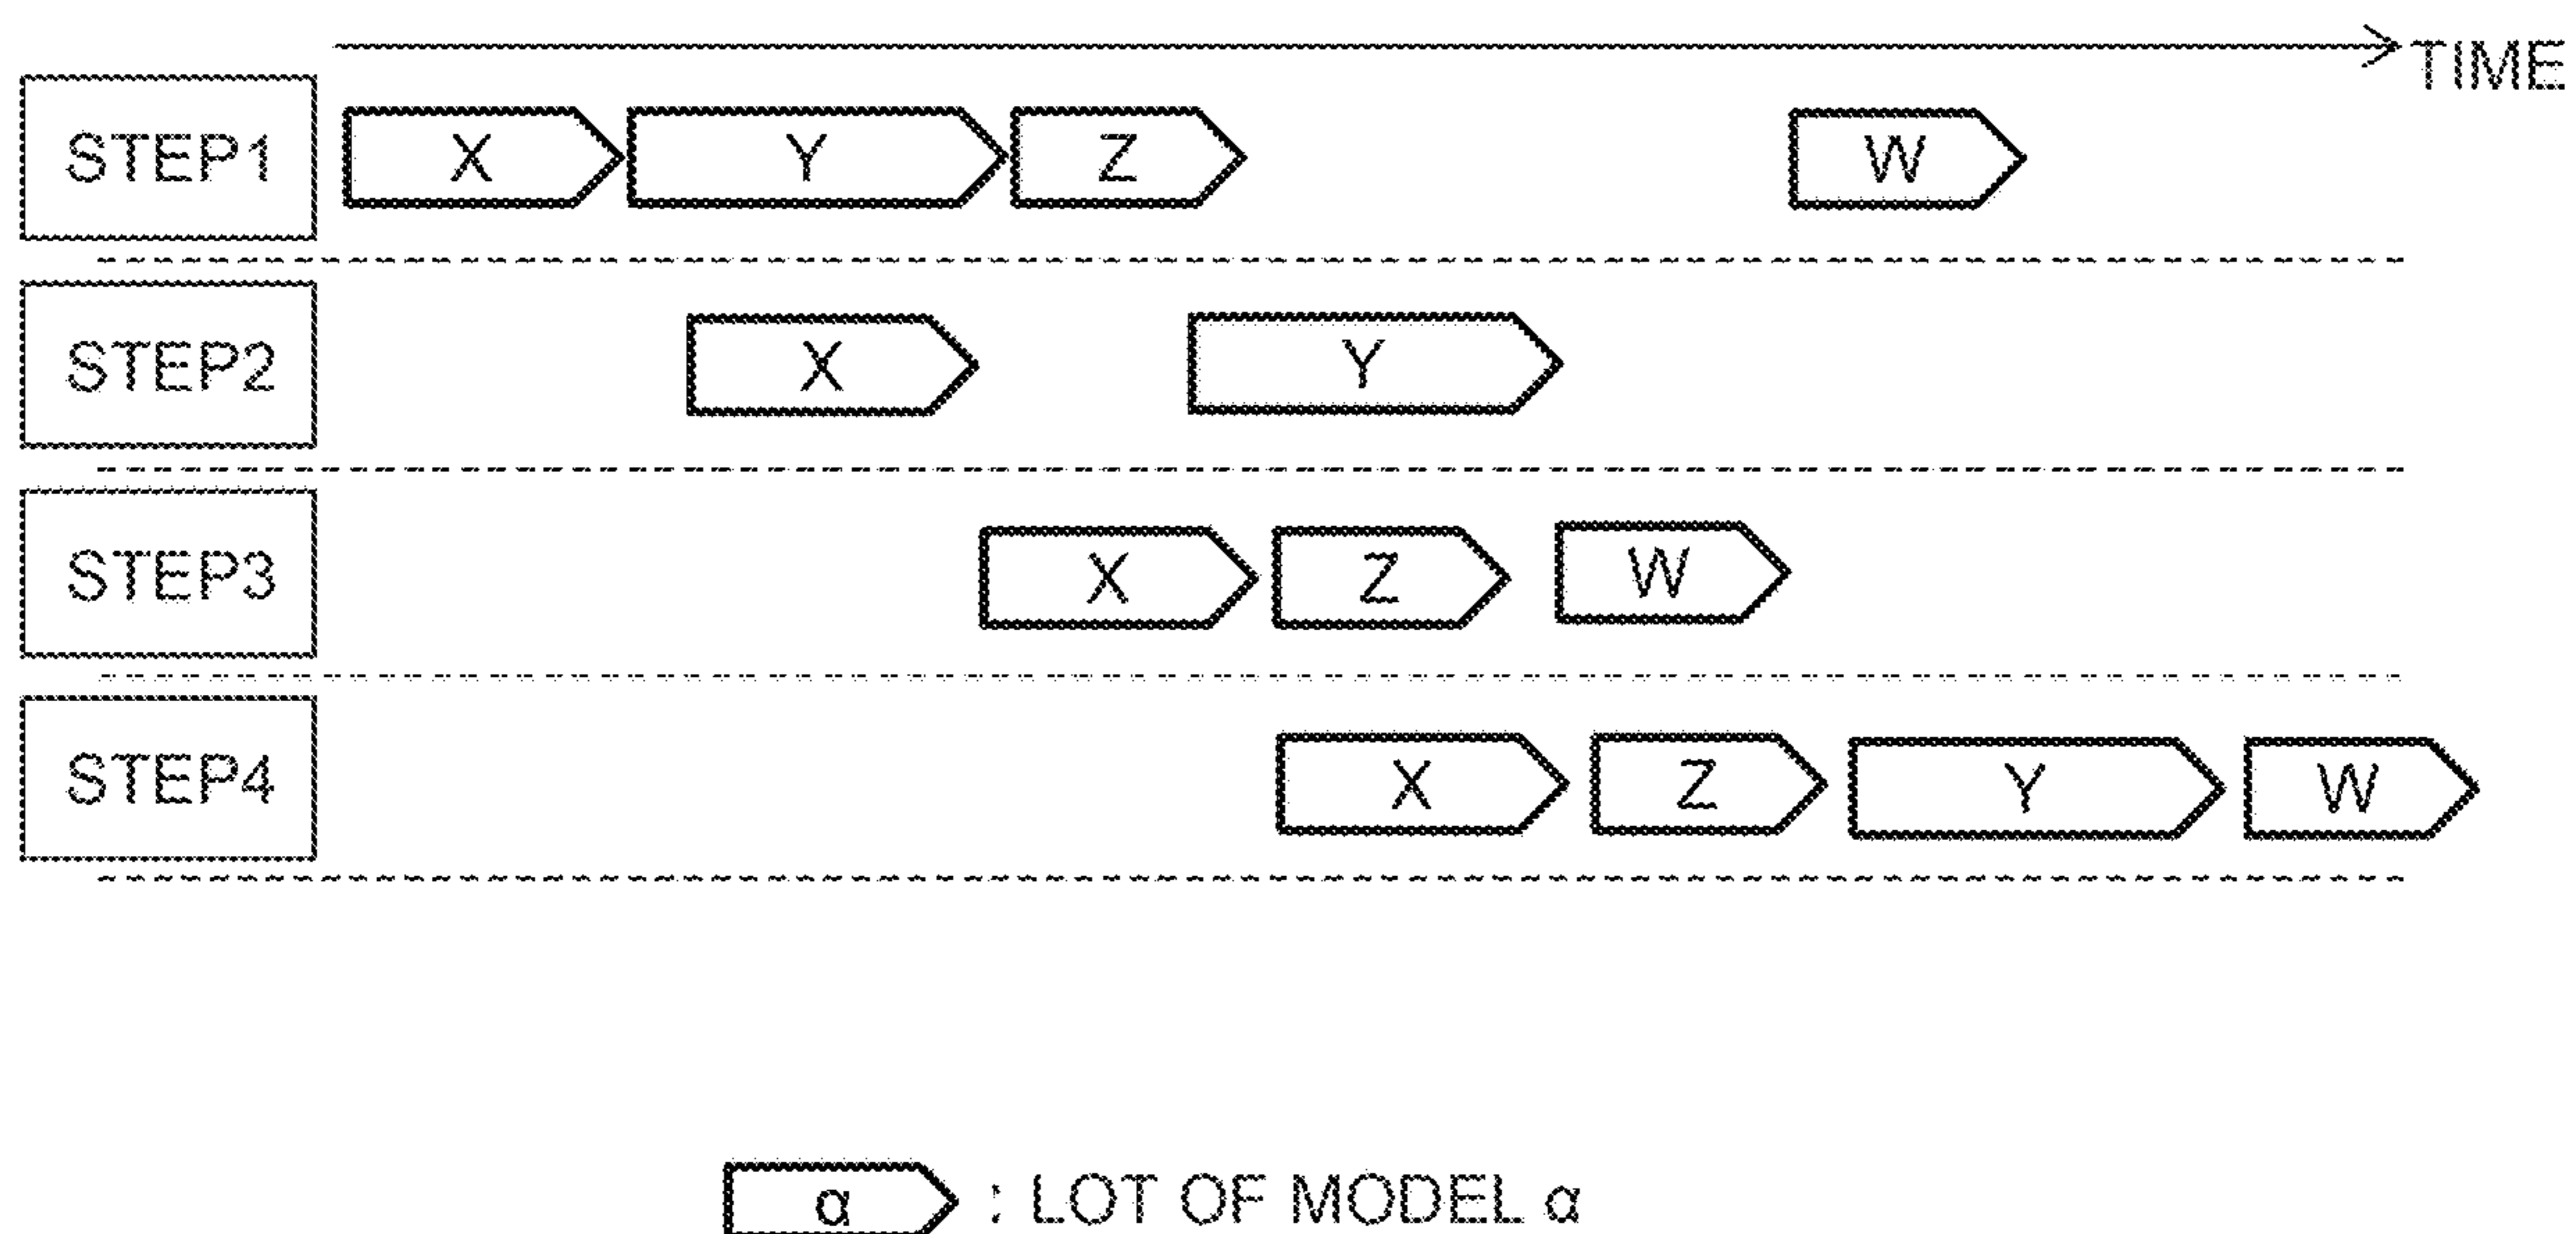 TIME
STEP1 X Y Z W
STEP2 X Y
STEP3 X Z W
STEP4 X Z Y W
α : LOT OF MODEL α